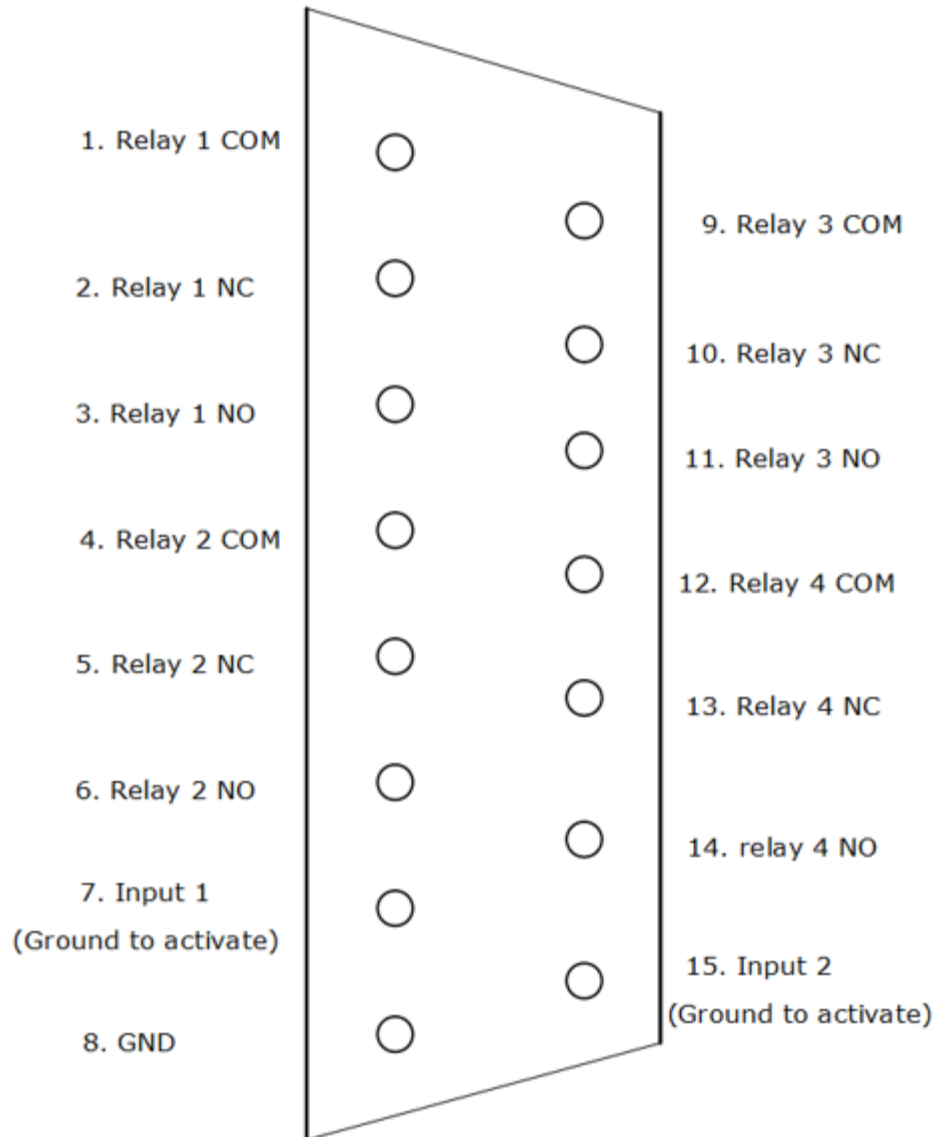 1. Relay 1 COM
2. Relay 1 NC
3. Relay 1 NO
4. Relay 2 COM
5. Relay 2 NC
6. Relay 2 NO
7. Input 1
(Ground to activate)
8. GND
9. Relay 3 COM
10. Relay 3 NC
11. Relay 3 NO
12. Relay 4 COM
13. Relay 4 NC
14. relay 4 NO
15. Input 2
(Ground to activate)